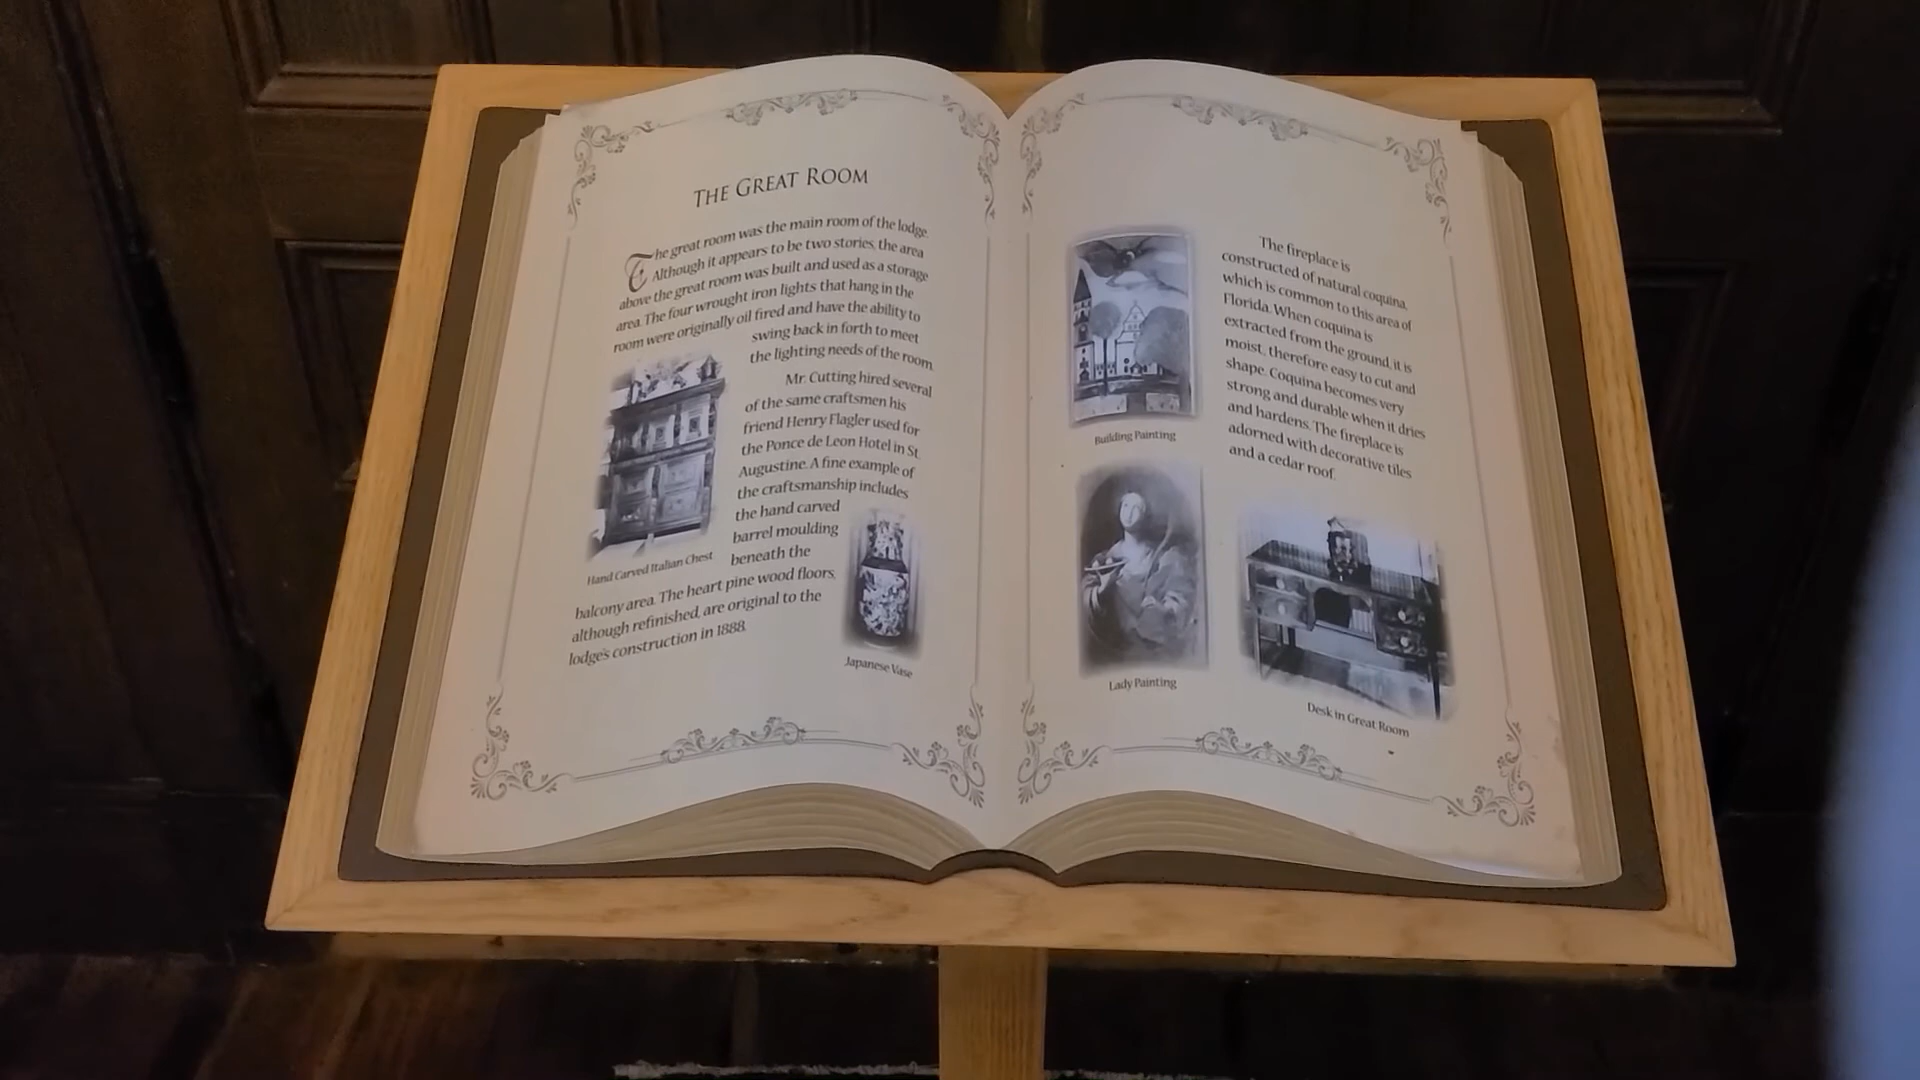 THE GREAT ROOM
The great room was the main room of the lodge.
Although it appears to be two stories, the area
above the great room was built and used as a storage
area. The four wrought iron lights that hang in the
room were originally oil fired and have the ability to
swing back in forth to meet
the lighting needs of the room.
Mr. Cutting hired several
of the same craftsmen his
friend Henry Flagler used for
the Ponce de Leon Hotel in St.
Augustine. A fine example of
the craftsmanship includes
the hand carved
barrel moulding
beneath the
balcony area. The heart pine wood floors,
although refinished, are original to the
lodge's construction in 1888.
Hand Carved Italian Chest
Japanese Vase
The fireplace is
constructed of natural coquina,
which is common to this area of
Florida. When coquina is
extracted from the ground, it is
moist, therefore easy to cut and
shape. Coquina becomes very
strong and durable when it dries
and hardens. The fireplace is
adorned with decorative tiles
and a cedar roof.
Building Painting
Lady Painting
Desk in Great Room